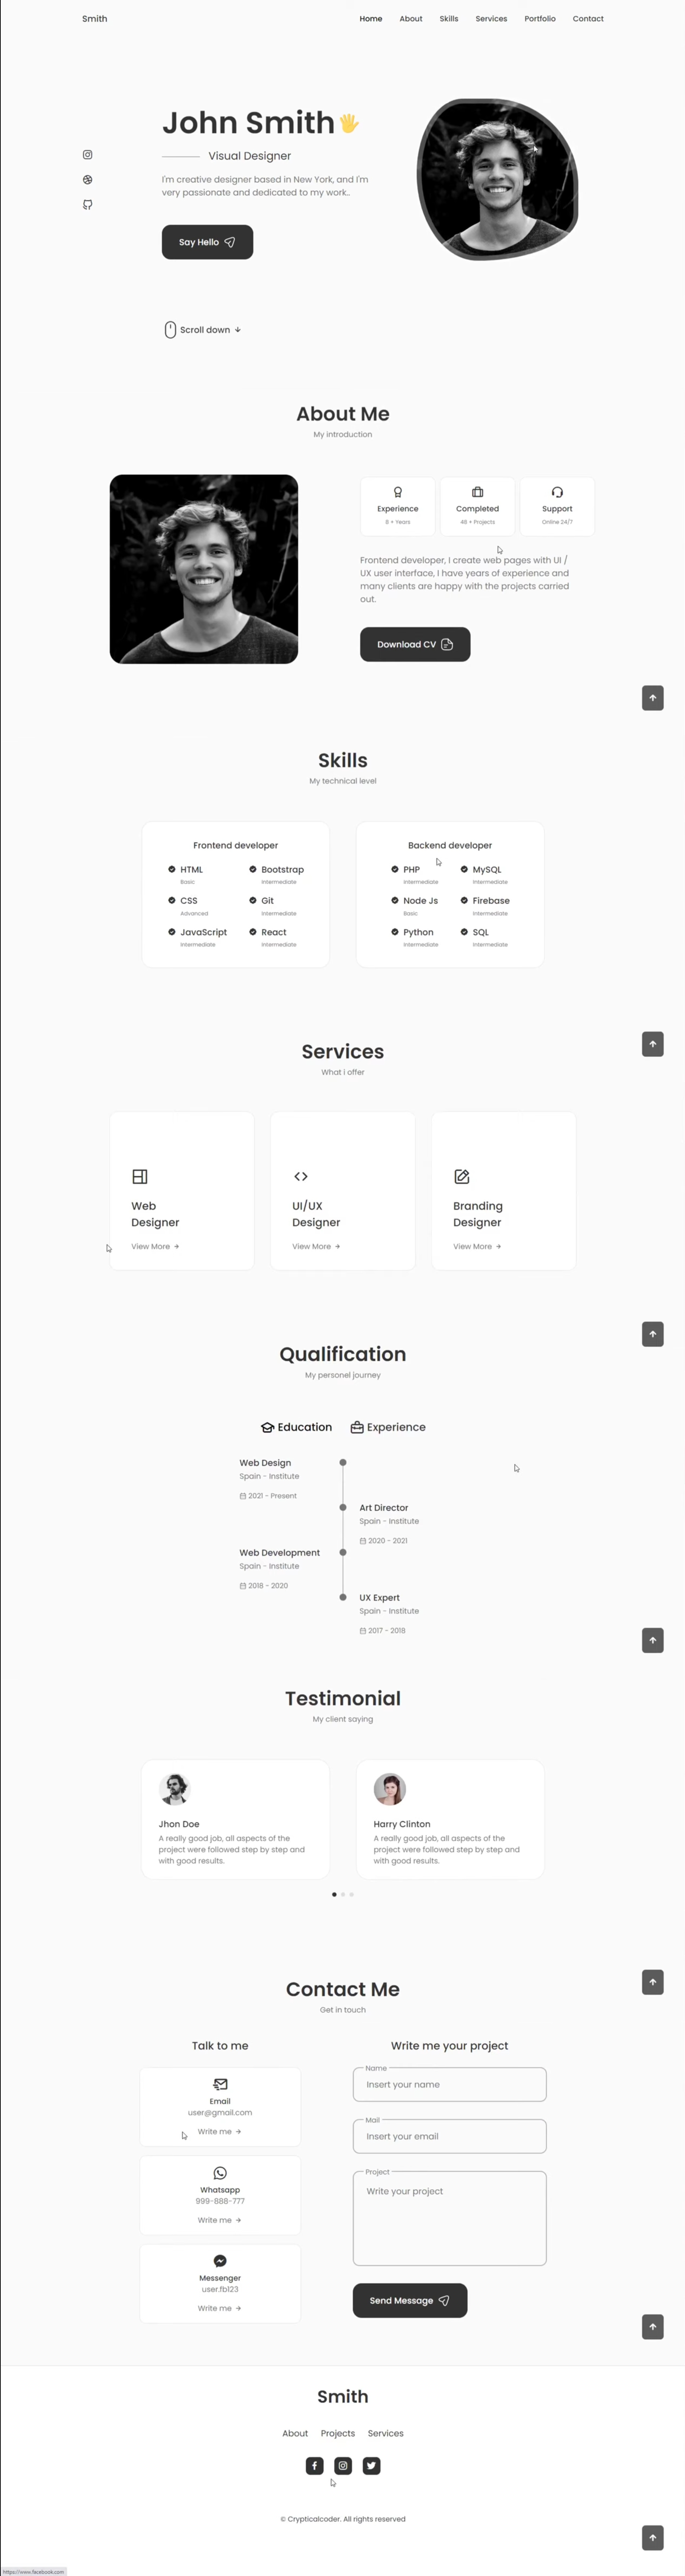 Smith
Home About Skills Services Portfolio Contact
John Smith
Visual Designer
I'm creative designer based in New York, and I'm
very passionate and dedicated to my work..
Say Hello
Scroll down
About Me
My introduction
Experience
8 + Years
Completed
48 + Projects
Support
Online 24/7
Frontend developer, I create web pages with UI /
UX user interface, I have years of experience and
many clients are happy with the projects carried
out.
Download CV
Skills
My technical level
Frontend developer
HTML
Basic
Bootstrap
Intermediate
CSS
Advanced
Git
Intermediate
JavaScript
Intermediate
React
Intermediate
Backend developer
PHP
Intermediate
MySQL
Intermediate
Node Js
Basic
Firebase
Intermediate
Python
Intermediate
SQL
Intermediate
Services
What i offer
Web
Designer
View More
UI/UX
Designer
View More
Branding
Designer
View More
Qualification
My personel journey
Education
Experience
Web Design
Spain - Institute
2021 - Present
Art Director
Spain - Institute
2020 - 2021
Web Development
Spain - Institute
2018 - 2020
UX Expert
Spain - Institute
2017 - 2018
Testimonial
My client saying
Jhon Doe
A really good job, all aspects of the
project were followed step by step and
with good results.
Harry Clinton
A really good job, all aspects of the
project were followed step by step and
with good results.
Contact Me
Get in touch
Talk to me
Email
user@gmail.com
Write me
Whatsapp
999-888-777
Write me
Messenger
user.fb123
Write me
Write me your project
Name
Insert your name
Mail
Insert your email
Project
Write your project
Send Message
Smith
About Projects Services
© Crypticalcoder. All rights reserved
https://www.facebook.com